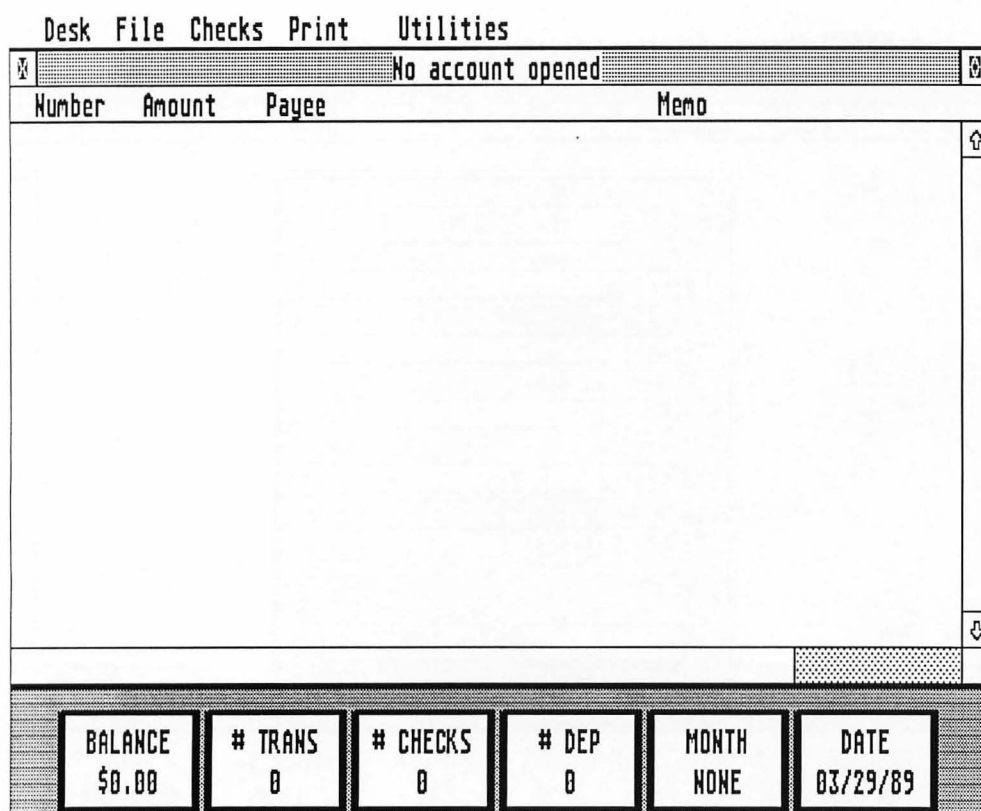 Desk File Checks Print Utilities
No account opened
Number Amount Payee Memo
BALANCE # TRANS # CHECKS # DEP MONTH DATE
$0.00 0 0 0 NONE 03/29/89